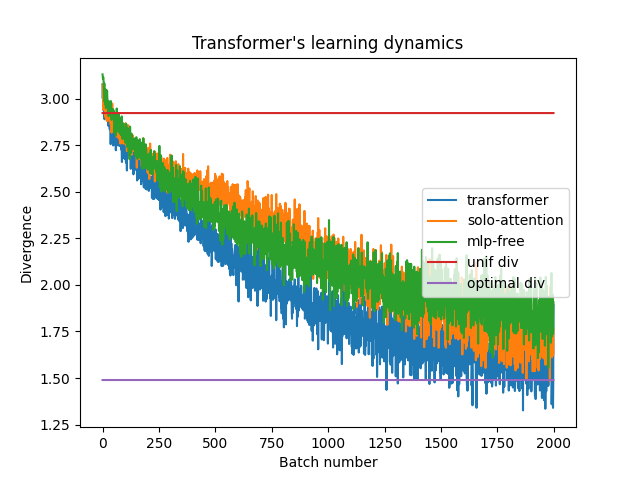 Transformer's learning dynamics
Divergence
3.00
2.75
2.50
2.25
2.00
1.75
1.50
1.25
transformer
solo-attention
mlp-free
unif div
optimal div
0 250 500 750 1000 1250 1500 1750 2000
Batch number